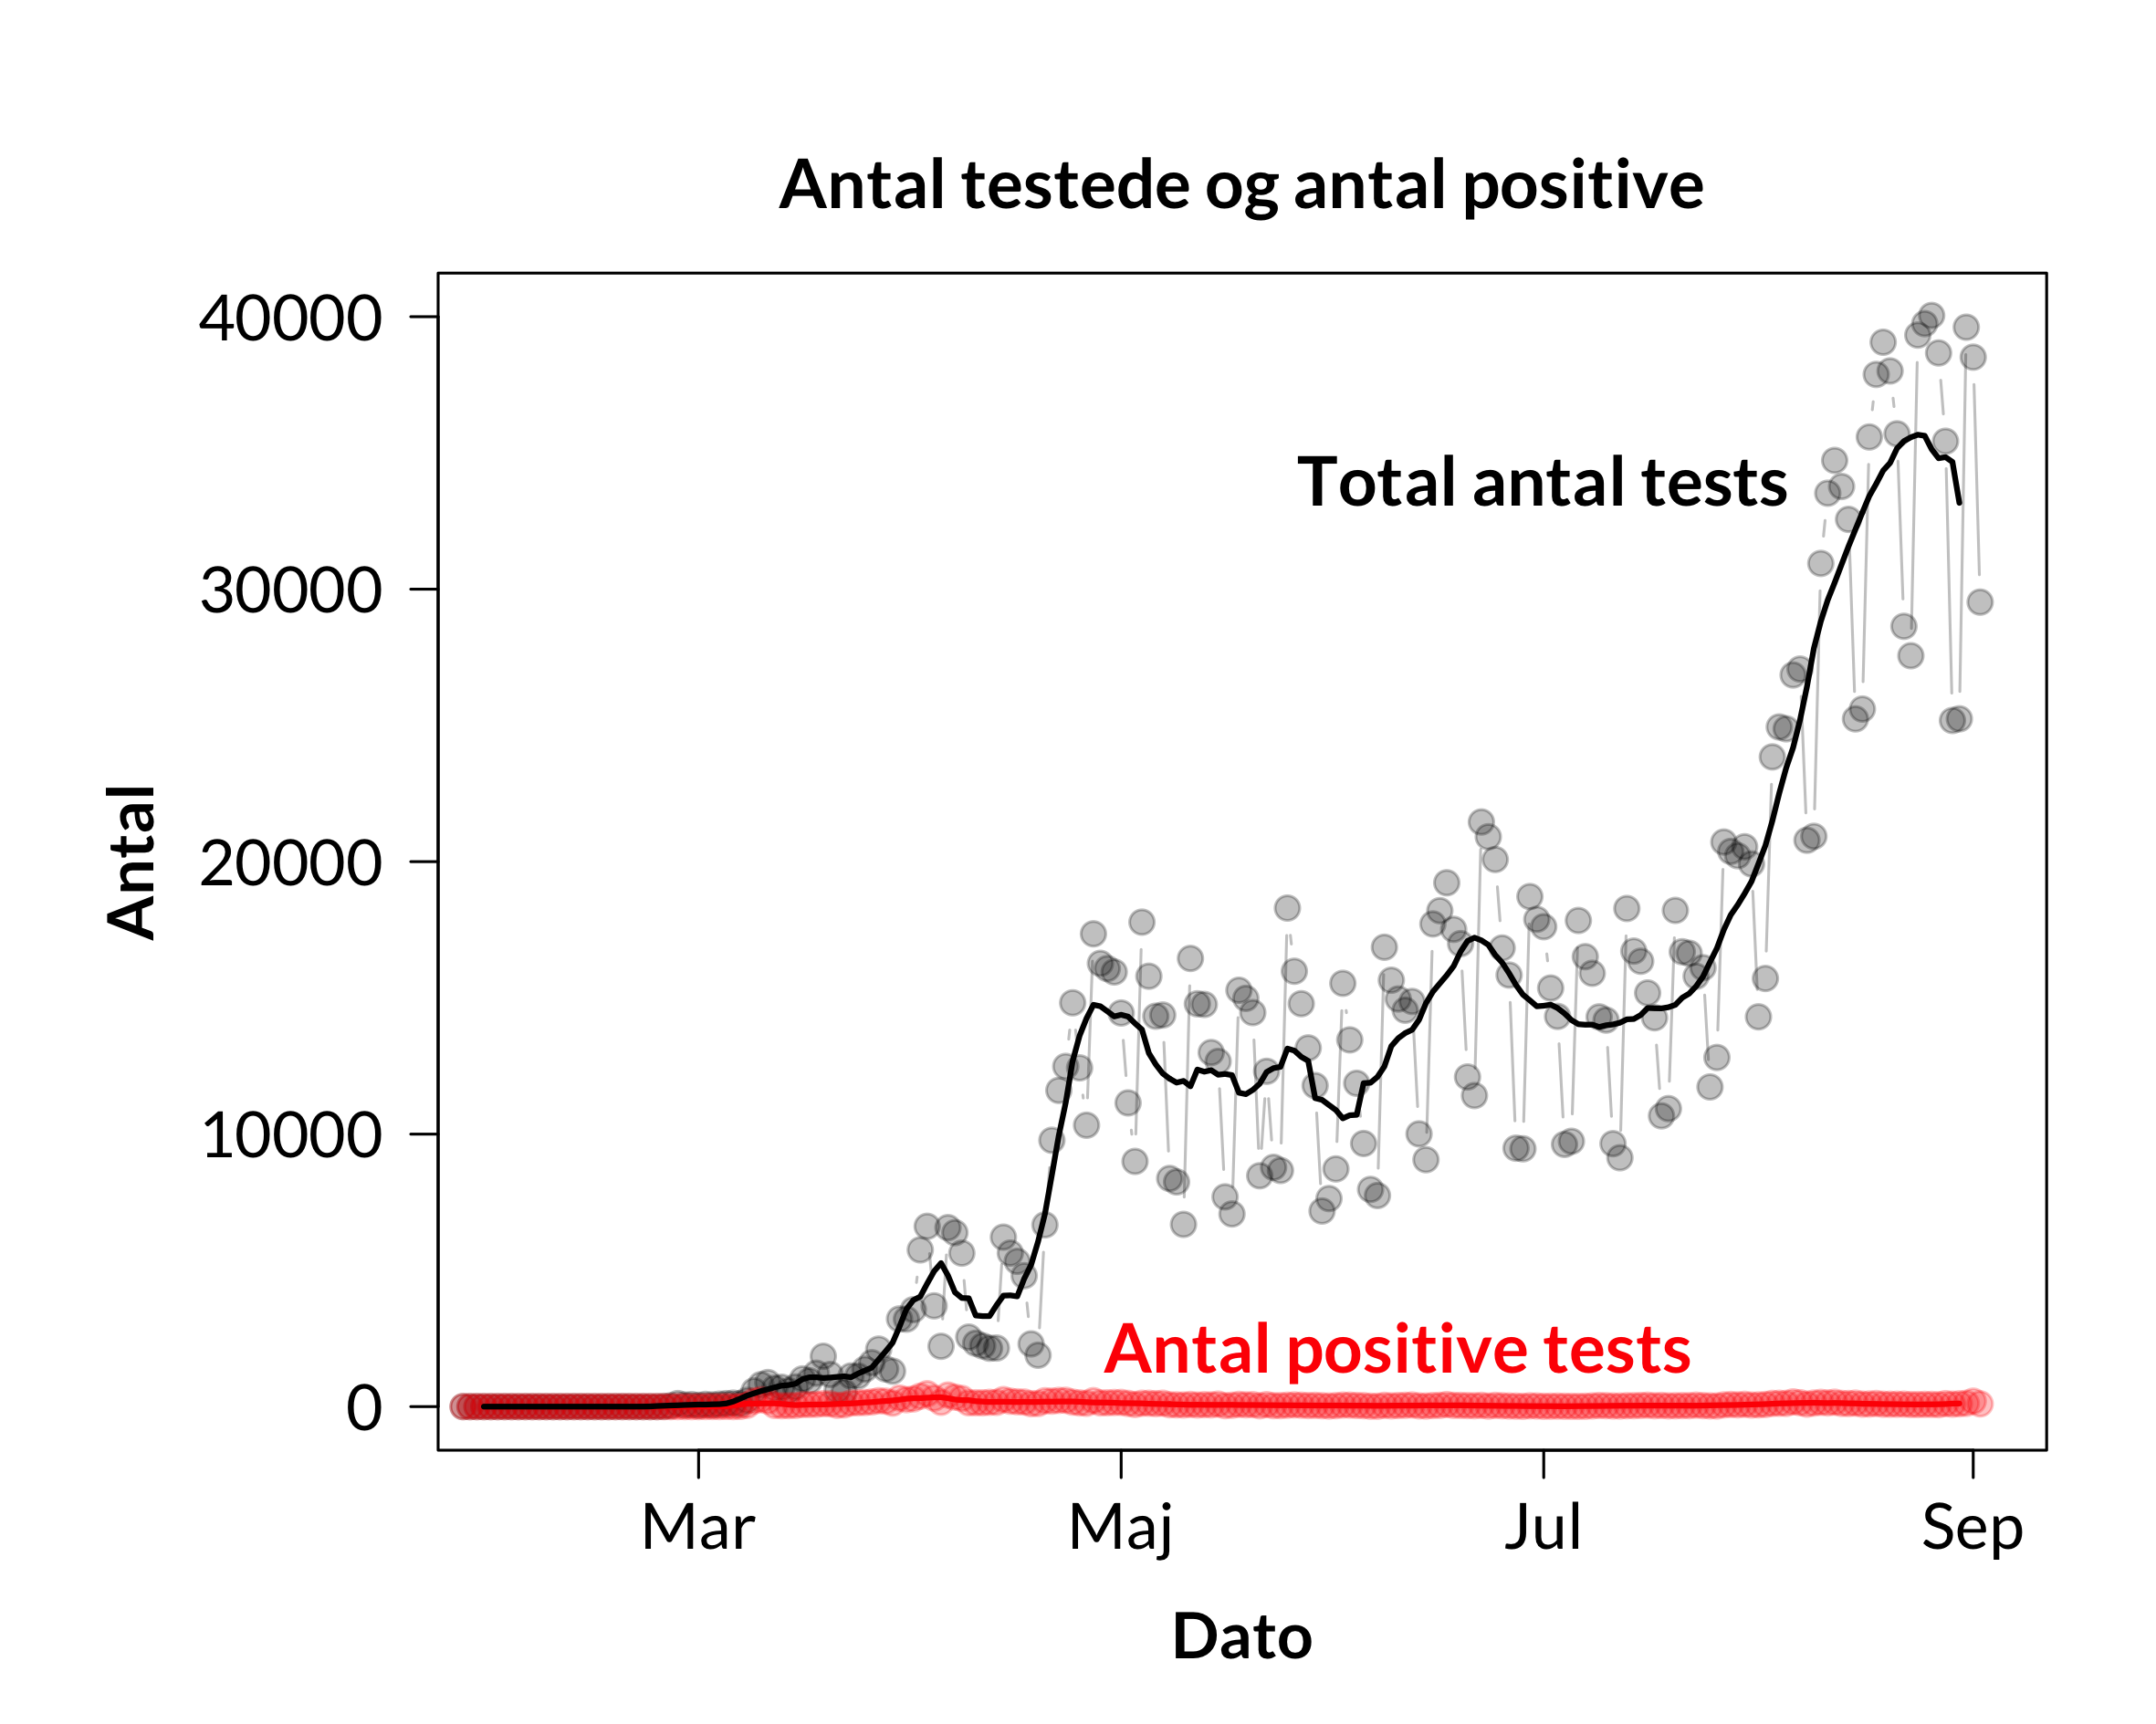 Antal testede og antal positive
40000
30000
20000
10000
0
Antal
Total antal tests
Antal positive tests
Mar
Maj
Jul
Sep
Dato